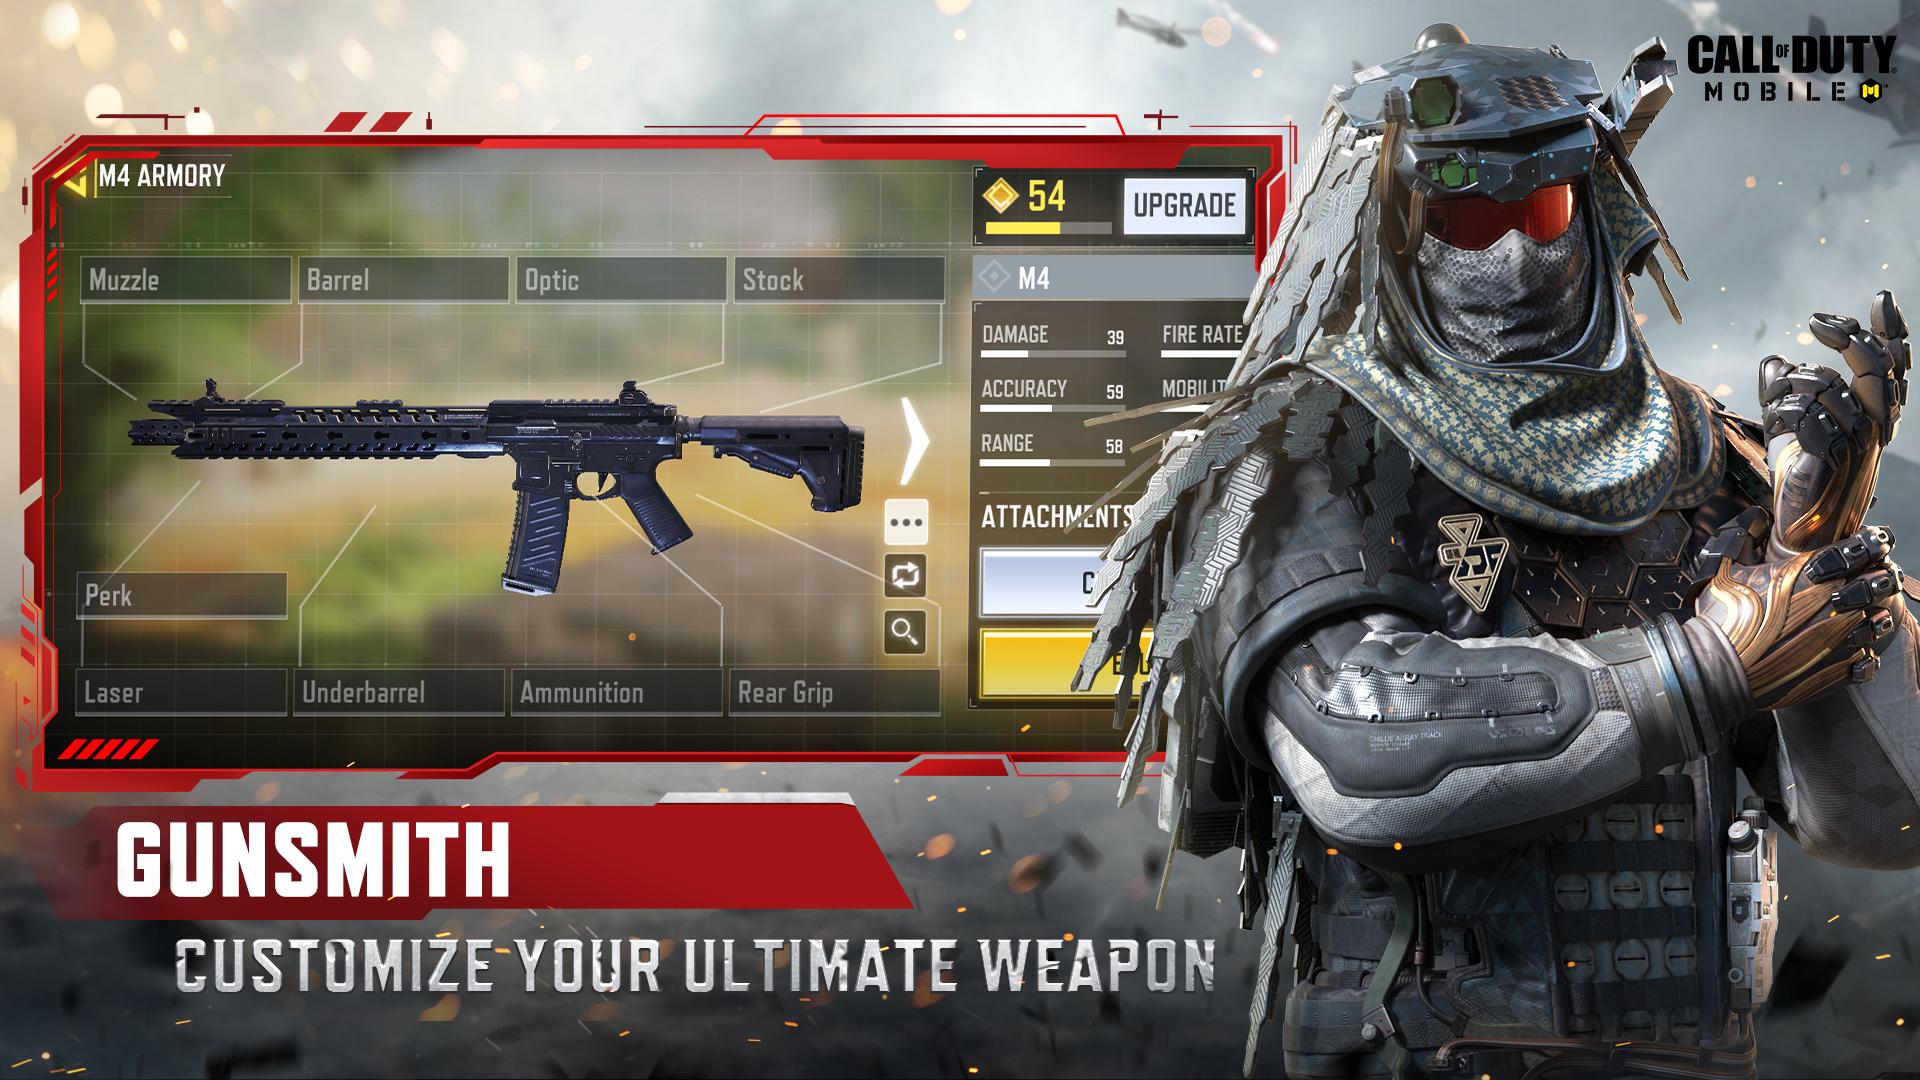 CALL OF DUTY
MOBILE
M4 ARMORY
54
UPGRADE
Muzzle
Barrel
Optic
Stock
M4
DAMAGE 39
FIRE RATE
ACCURACY 59
RANGE 58
ATTACHMENTS
Perk
Laser
Underbarrel
Ammunition
Rear Grip
GUNSMITH
CUSTOMIZE YOUR ULTIMATE WEAPON